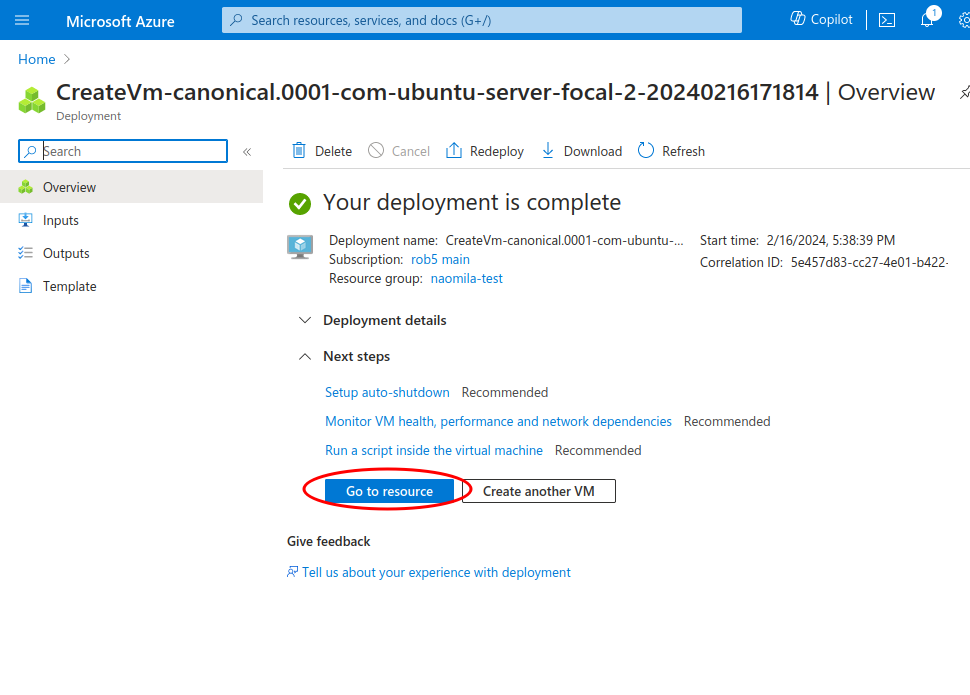 Microsoft Azure
Search resources, services, and docs (G+/)
Copilot
1
Home
CreateVm-canonical.0001-com-ubuntu-server-focal-2-20240216171814 | Overview
Deployment
Search
Delete
Cancel
Redeploy
Download
Refresh
Overview
Inputs
Outputs
Template
Your deployment is complete
Deployment name: CreateVm-canonical.0001-com-ubuntu-...
Subscription: rob5 main
Resource group: naomila-test
Start time: 2/16/2024, 5:38:39 PM
Correlation ID: 5e457d83-cc27-4e01-b422-
Deployment details
Next steps
Setup auto-shutdown Recommended
Monitor VM health, performance and network dependencies Recommended
Run a script inside the virtual machine Recommended
Go to resource
Create another VM
Give feedback
Tell us about your experience with deployment